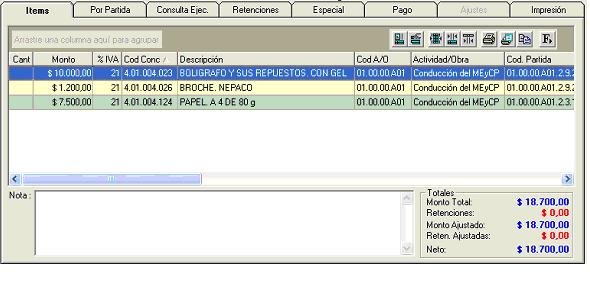 Items Por Partida Consulta Ejec. Retenciones Especial Pago Ajustes Impresión
Arrastre una columna aquí para agrupar
Cant Monto % IVA Cod Conc Descripción Cod A/O Actividad/Obra Cod. Partida
$ 10.000,00 21 4.01.004.023 BOLIGRAFO Y SUS REPUESTOS CON GEL 01.00.00.A01 Conducción del MEyCP 01.00.00.A01.2.9.2
$ 1.200,00 21 4.01.004.026 BROCHE. NEPACO 01.00.00.A01 Conducción del MEyCP 01.00.00.A01.2.9.2
$ 7.500,00 21 4.01.004.124 PAPEL. A 4 DE 80 g 01.00.00.A01 Conducción del MEyCP 01.00.00.A01.2.3.1
Nota :
Totales
Monto Total: $ 18.700,00
Retenciones: $ 0,00
Monto Ajustado: $ 18.700,00
Reten. Ajustadas: $ 0,00
Neto: $ 18.700,00